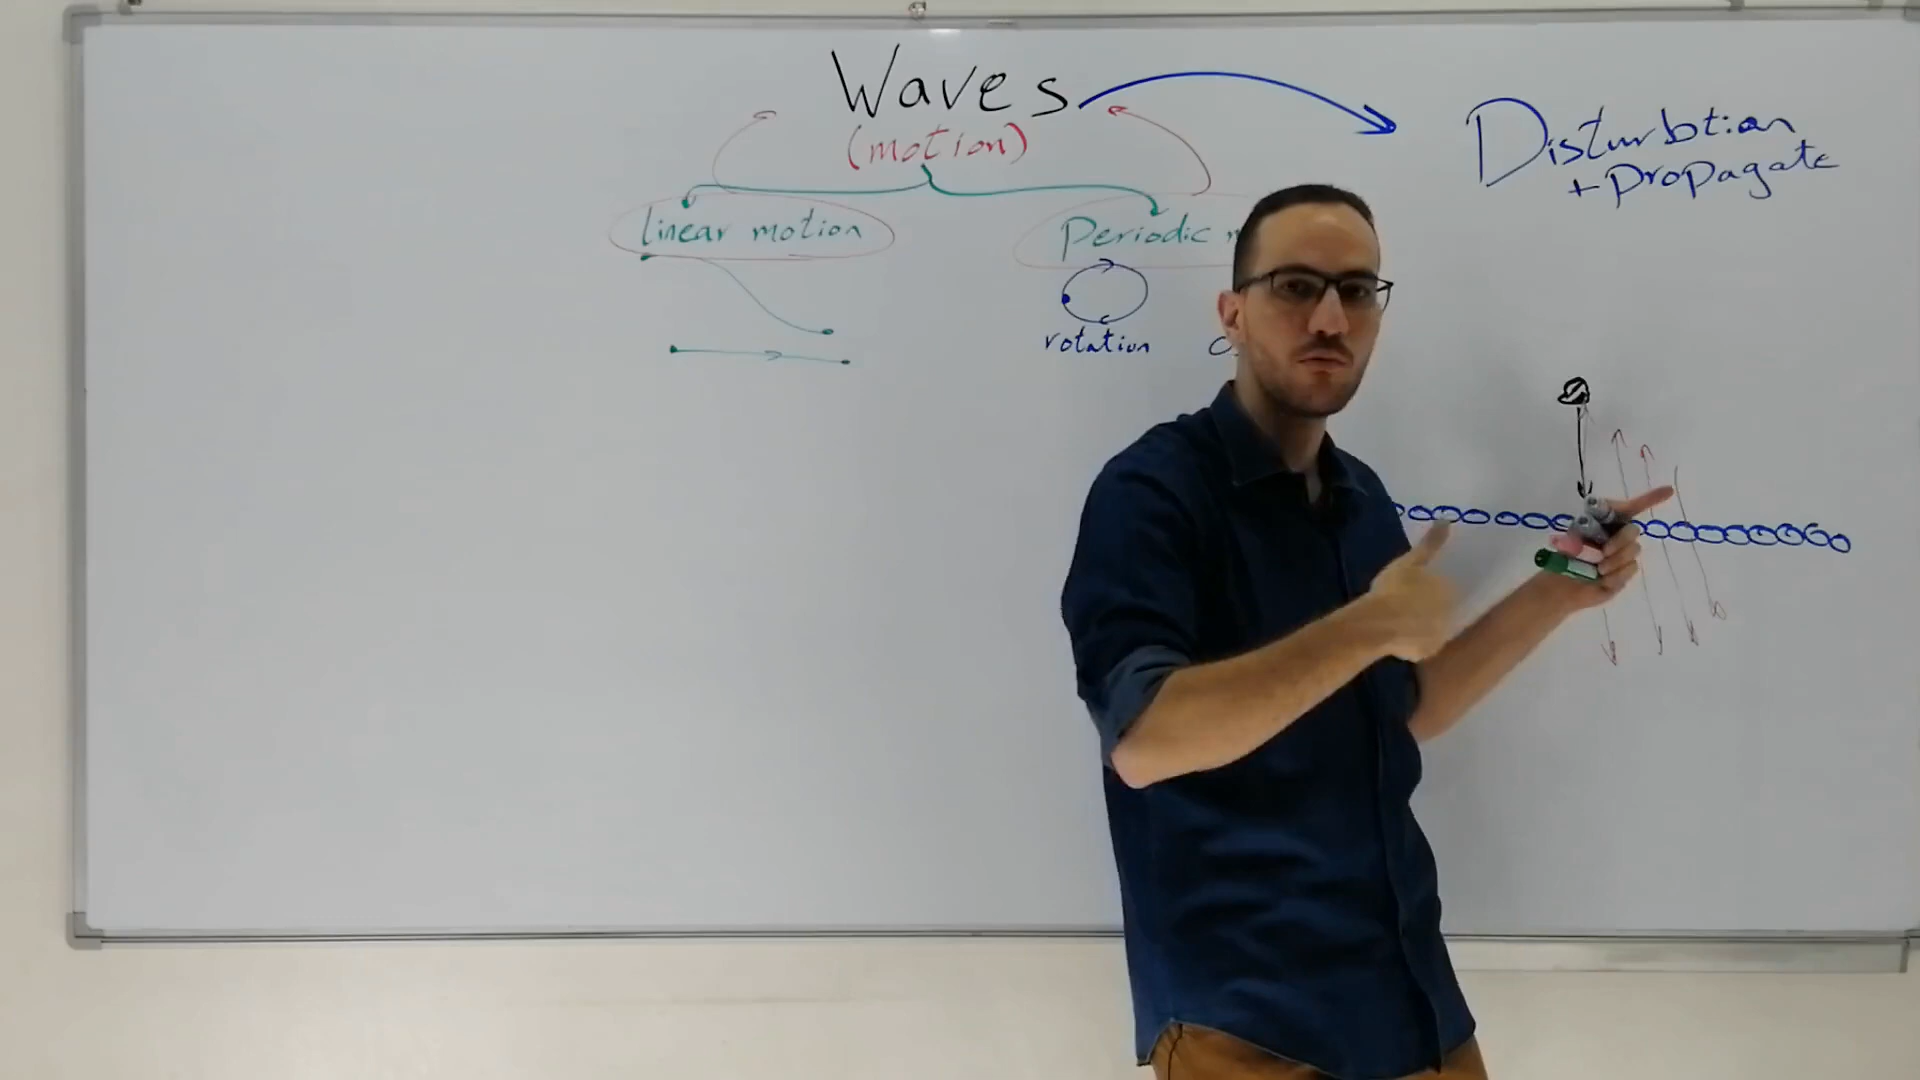 Waves
(motion)
Disturbtion
+ propagate
linear motion
Periodic
rotation